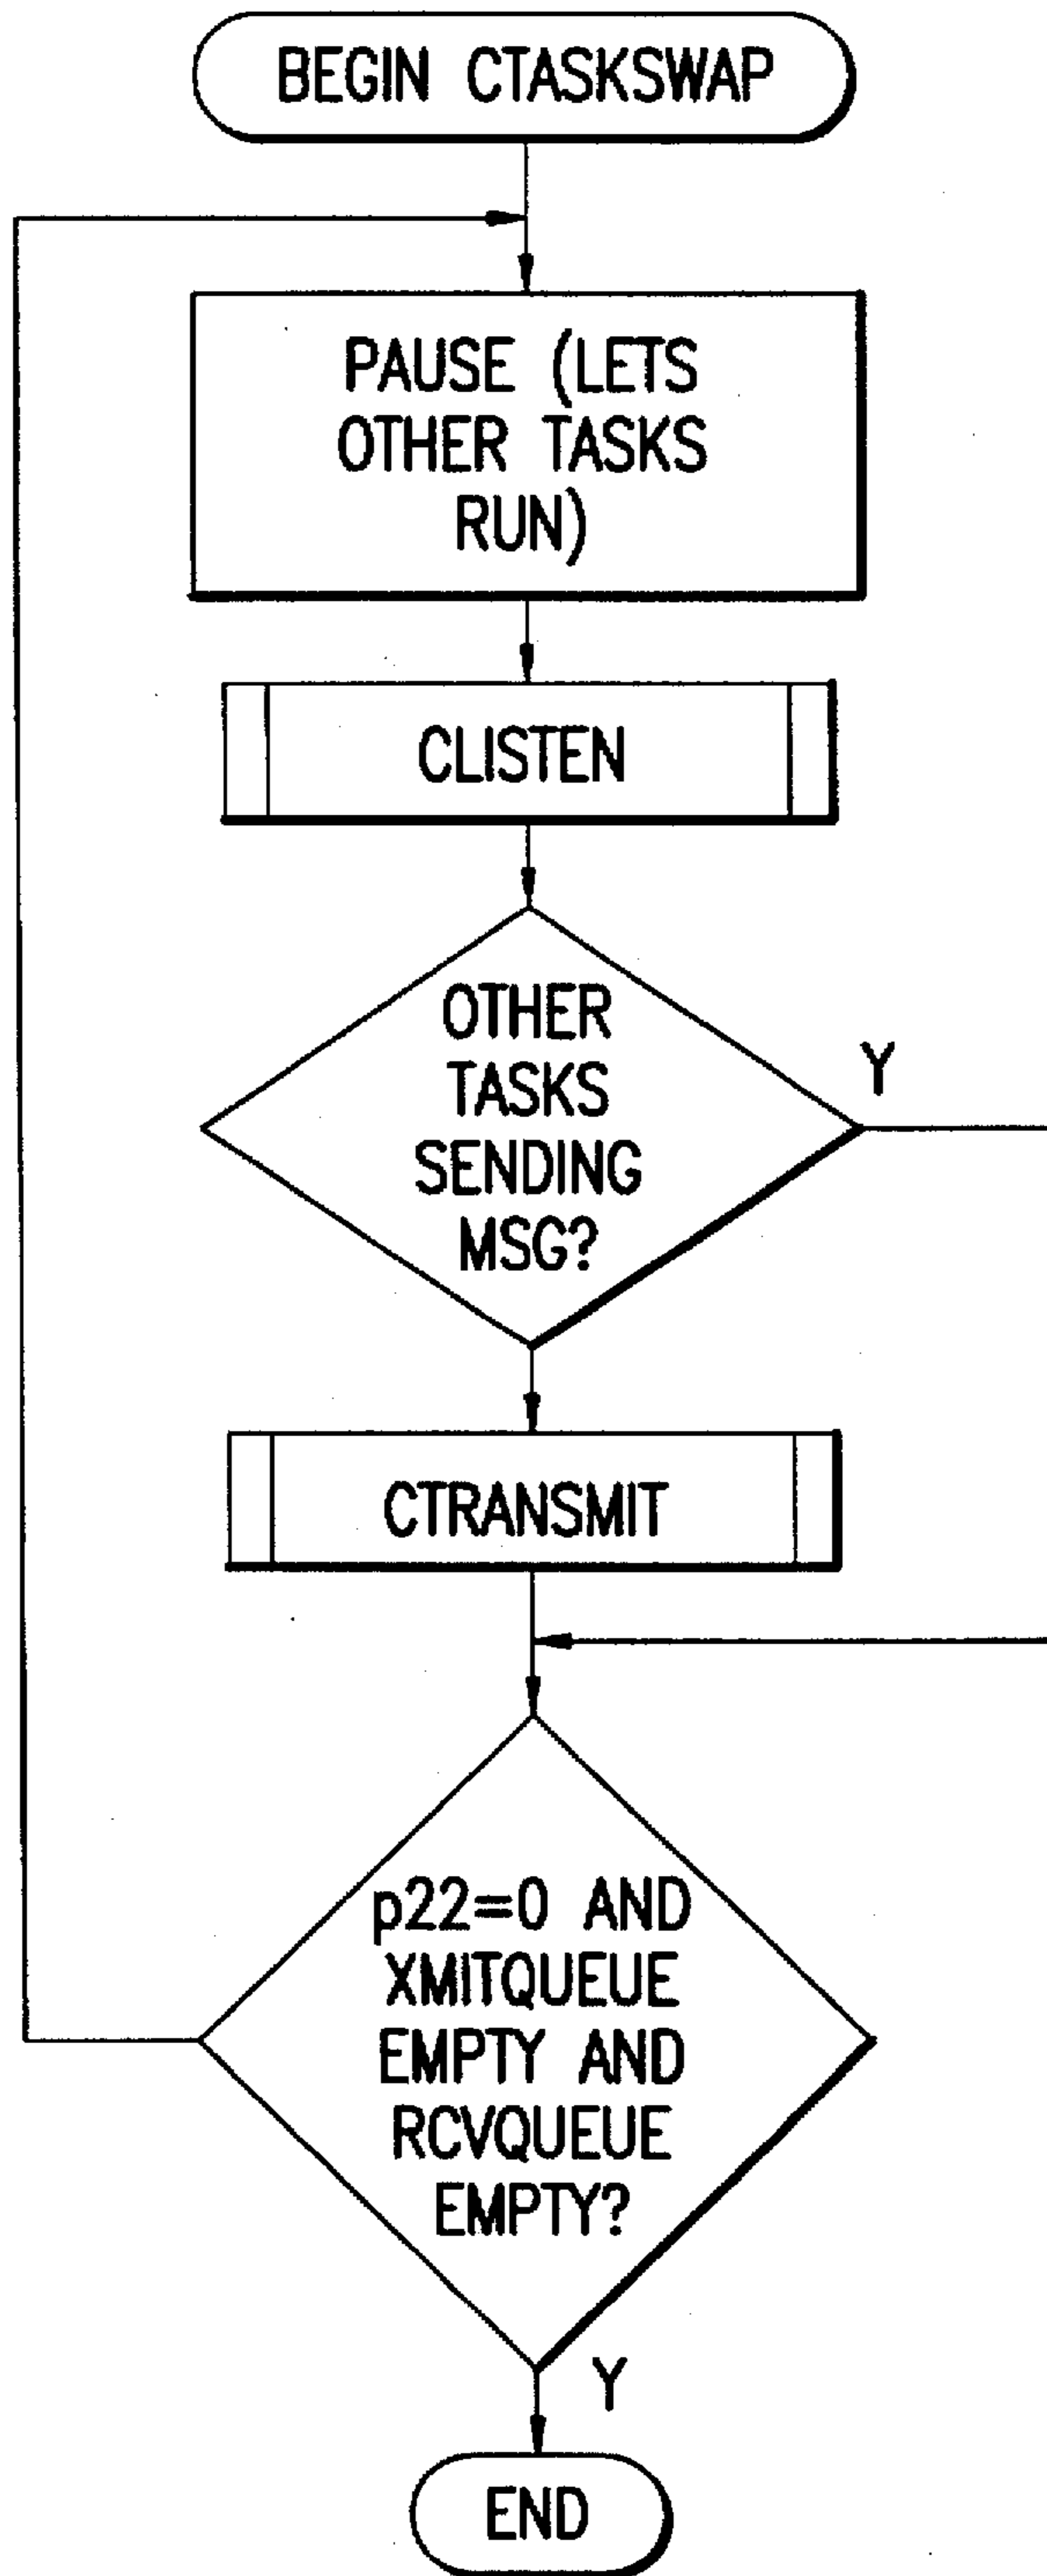 BEGIN CTASKSWAP
PAUSE (LETS
OTHER TASKS
RUN)
CLISTEN
OTHER
TASKS
SENDING
MSG?
Y
CTRANSMIT
p22=0 AND
XMITQUEUE
EMPTY AND
RCVQUEUE
EMPTY?
Y
END